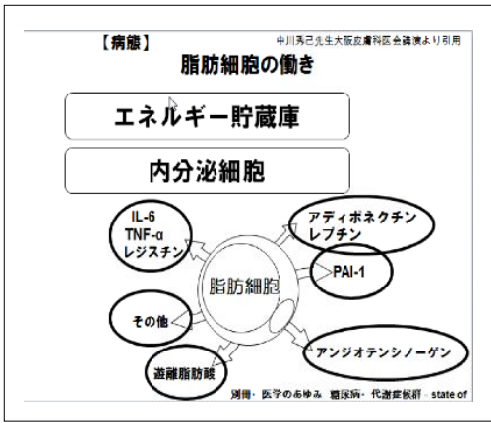 【病態】
中川秀己先生大阪皮膚科医会講演より引用
脂肪細胞の働き
エネルギー貯蔵庫
内分泌細胞
IL-6
TNF-α
レジスチン
アディポネクチン
レプチン
PAI-1
脂肪細胞
その他
アンジオテンシノーゲン
遊離脂肪酸
別冊・医学のあゆみ 糖尿病・代謝症候群－state of